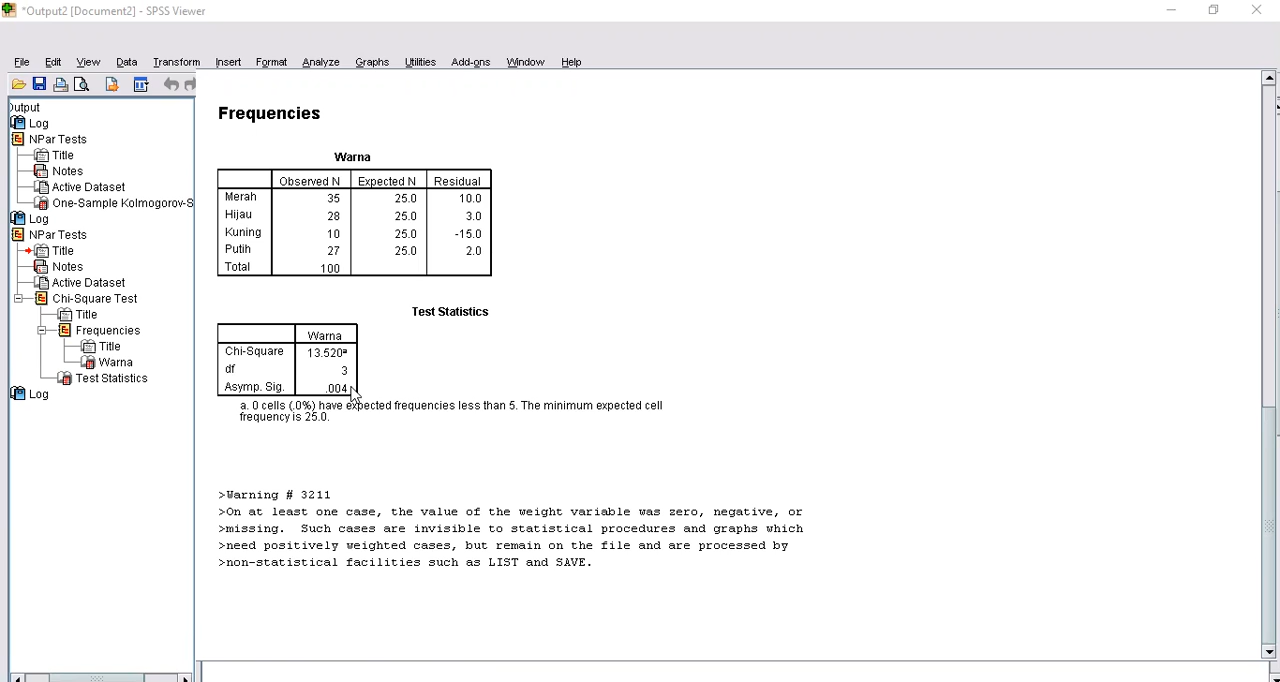 *Output2 [Document2] - SPSS Viewer
File Edit View Data Transform Insert Format Analyze Graphs Utilities Add-ons Window Help
Output
Log
NPar Tests
Title
Notes
Active Dataset
One-Sample Kolmogorov-S
Log
NPar Tests
Title
Notes
Active Dataset
Chi-Square Test
Title
Frequencies
Title
Warna
Test Statistics
Log
Frequencies
Warna
Observed N Expected N Residual
Merah 35 25.0 10.0
Hijau 28 25.0 3.0
Kuning 10 25.0 -15.0
Putih 27 25.0 2.0
Total 100
Test Statistics
Warna
Chi-Square 13.520a
df 3
Asymp. Sig. .004
a. 0 cells (.0%) have expected frequencies less than 5. The minimum expected cell
frequency is 25.0.
>Warning # 3211
>On at least one case, the value of the weight variable was zero, negative, or
>missing. Such cases are invisible to statistical procedures and graphs which
>need positively weighted cases, but remain on the file and are processed by
>non-statistical facilities such as LIST and SAVE.